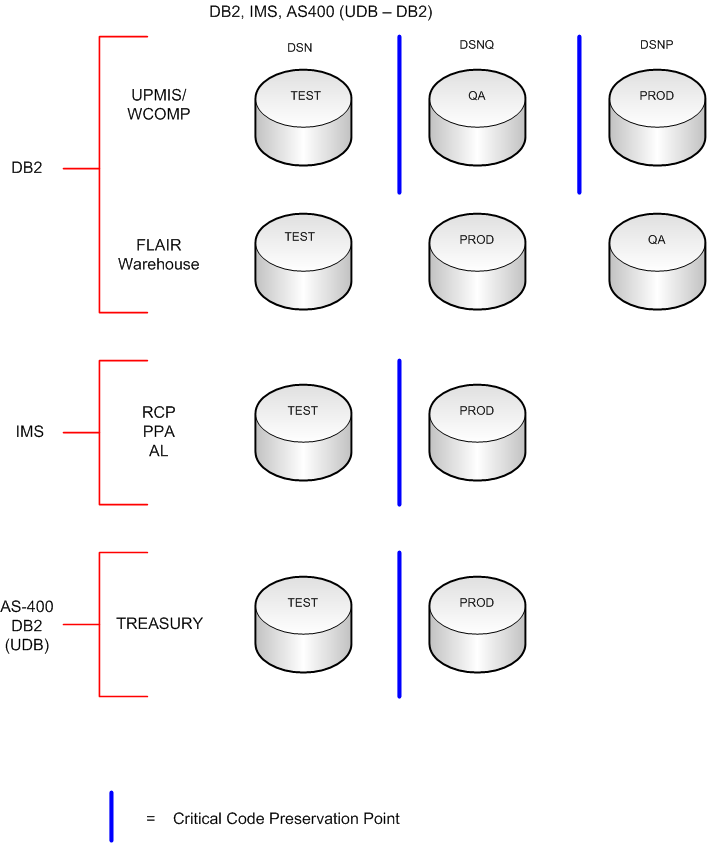 DB2, IMS, AS400 (UDB – DB2)
DSN
DSNQ
DSNP
UPMIS/
WCOMP
TEST
QA
PROD
DB2
FLAIR
Warehouse
TEST
PROD
QA
IMS
RCP
PPA
AL
TEST
PROD
AS-400
DB2
(UDB)
TREASURY
TEST
PROD
= Critical Code Preservation Point